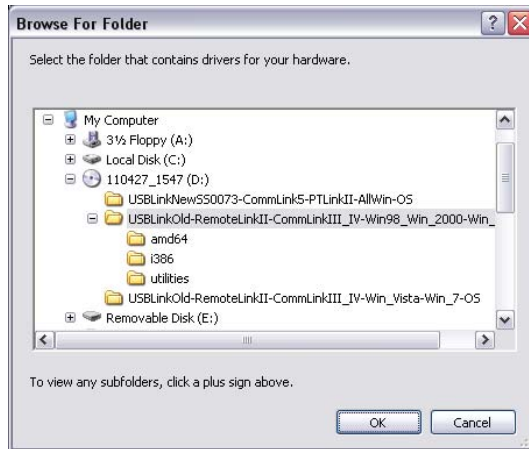 Browse For Folder
Select the folder that contains drivers for your hardware.
My Computer
3½ Floppy (A:)
Local Disk (C:)
110427_1547 (D:)
USBLinkNewSS0073-CommLink5-PTLinkII-AllWin-OS
USBLinkOld-RemoteLinkII-CommLinkIII_IV-Win98_Win_2000-Win_
amd64
i386
utilities
USBLinkOld-RemoteLinkII-CommLinkIII_IV-Win_Vista-Win_7-OS
Removable Disk (E:)
To view any subfolders, click a plus sign above.
OK Cancel